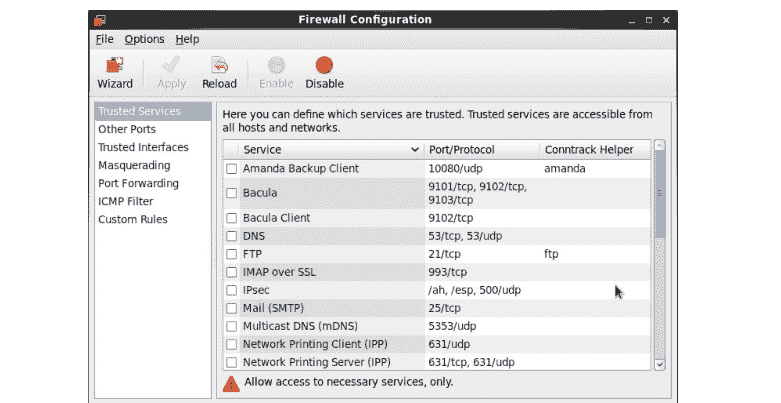 Firewall Configuration
File Options Help
Wizard Apply Reload Enable Disable
Trusted Services
Other Ports
Trusted Interfaces
Masquerading
Port Forwarding
ICMP Filter
Custom Rules
Here you can define which services are trusted. Trusted services are accessible from
all hosts and networks.
Service Port/Protocol Conntrack Helper
Amanda Backup Client 10080/udp amanda
Bacula 9101/tcp, 9102/tcp,
9103/tcp
Bacula Client 9102/tcp
DNS 53/tcp, 53/udp
FTP 21/tcp ftp
IMAP over SSL 993/tcp
IPsec /ah, /esp, 500/udp
Mail (SMTP) 25/tcp
Multicast DNS (mDNS) 5353/udp
Network Printing Client (IPP) 631/udp
Network Printing Server (IPP) 631/tcp, 631/udp
Allow access to necessary services, only.